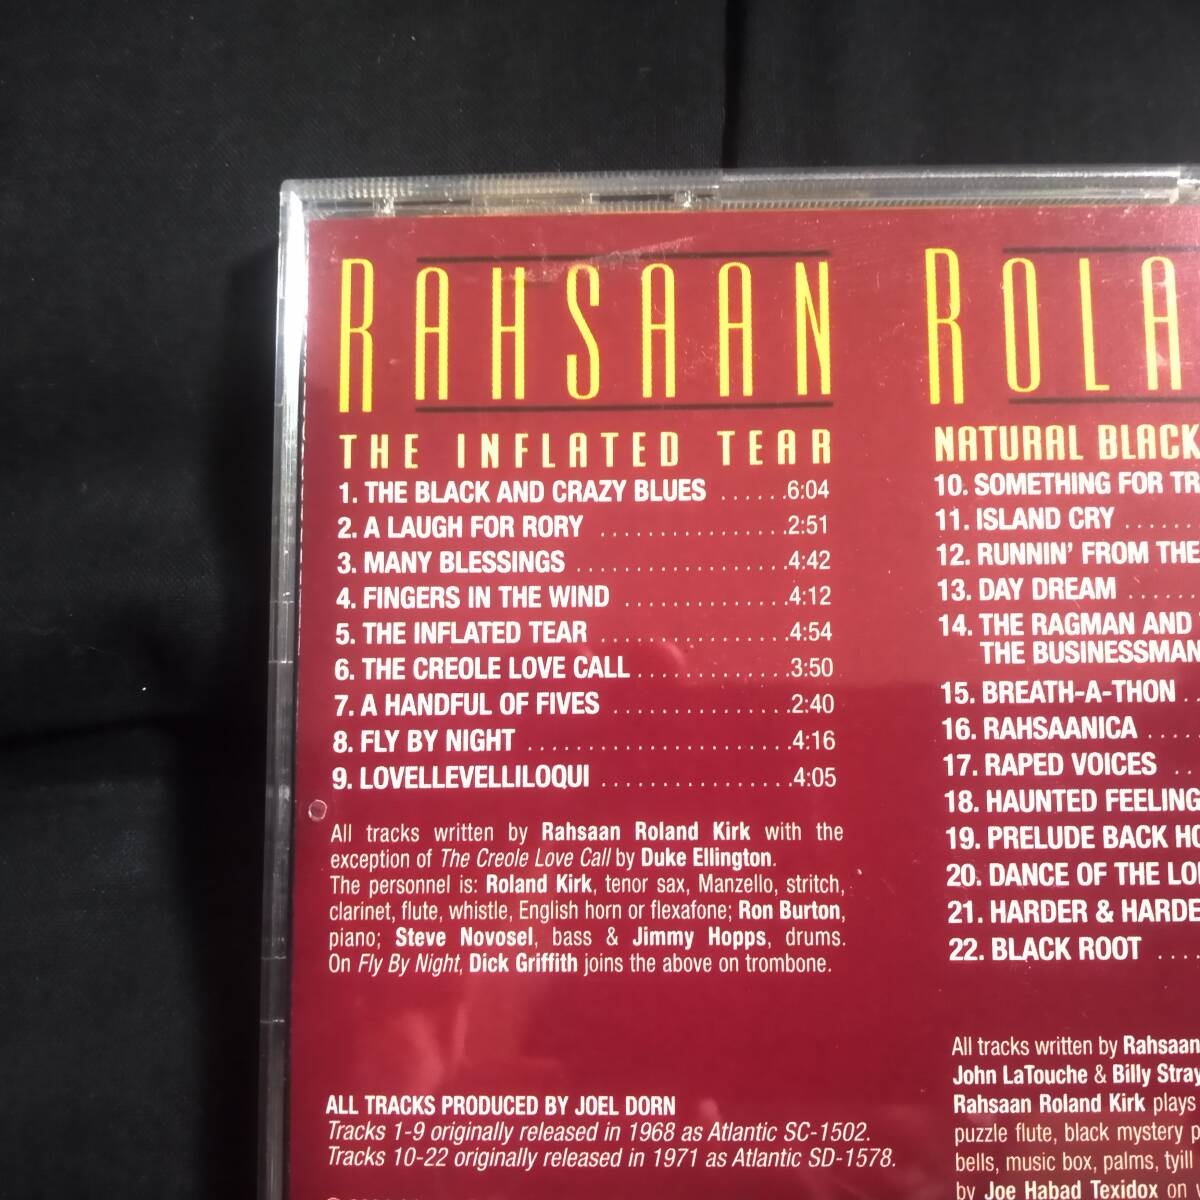 RAHSAAN
THE INFLATED TEAR
1. THE BLACK AND CRAZY BLUES ......6:04
2. A LAUGH FOR RORY ................2:51
3. MANY BLESSINGS ..................4:42
4. FINGERS IN THE WIND ..............4:12
5. THE INFLATED TEAR ................4:54
6. THE CREOLE LOVE CALL.............3:50
7. A HANDFUL OF FIVES ...............2:40
8. FLY BY NIGHT .......................4:16
9. LOVELLEVELLILOQUI ................4:05
All tracks written by Rahsaan Roland Kirk with the
exception of The Creole Love Call by Duke Ellington.
The personnel is: Roland Kirk, tenor sax, Manzello, stritch,
clarinet, flute, whistle, English horn or flexafone; Ron Burton,
piano; Steve Novosel, bass & Jimmy Hopps, drums.
On Fly By Night, Dick Griffith joins the above on trombone.
ALL TRACKS PRODUCED BY JOEL DORN
Tracks 1-9 originally released in 1968 as Atlantic SC-1502.
Tracks 10-22 originally released in 1971 as Atlantic SD-1578.
ROLA
NATURAL BLACK
10. SOMETHING FOR TR
11. ISLAND CRY ......
12. RUNNIN' FROM THE
13. DAY DREAM ......
14. THE RAGMAN AND
THE BUSINESSMAN
15. BREATH-A-THON .
16. RAHSAANICA ....
17. RAPED VOICES ..
18. HAUNTED FEELING
19. PRELUDE BACK HO
20. DANCE OF THE LO
21. HARDER & HARDE
22. BLACK ROOT ....
All tracks written by Rahsaan
John LaTouche & Billy Stray
Rahsaan Roland Kirk plays
puzzle flute, black mystery p
bells, music box, palms, tyill
by Joe Habad Texidox on